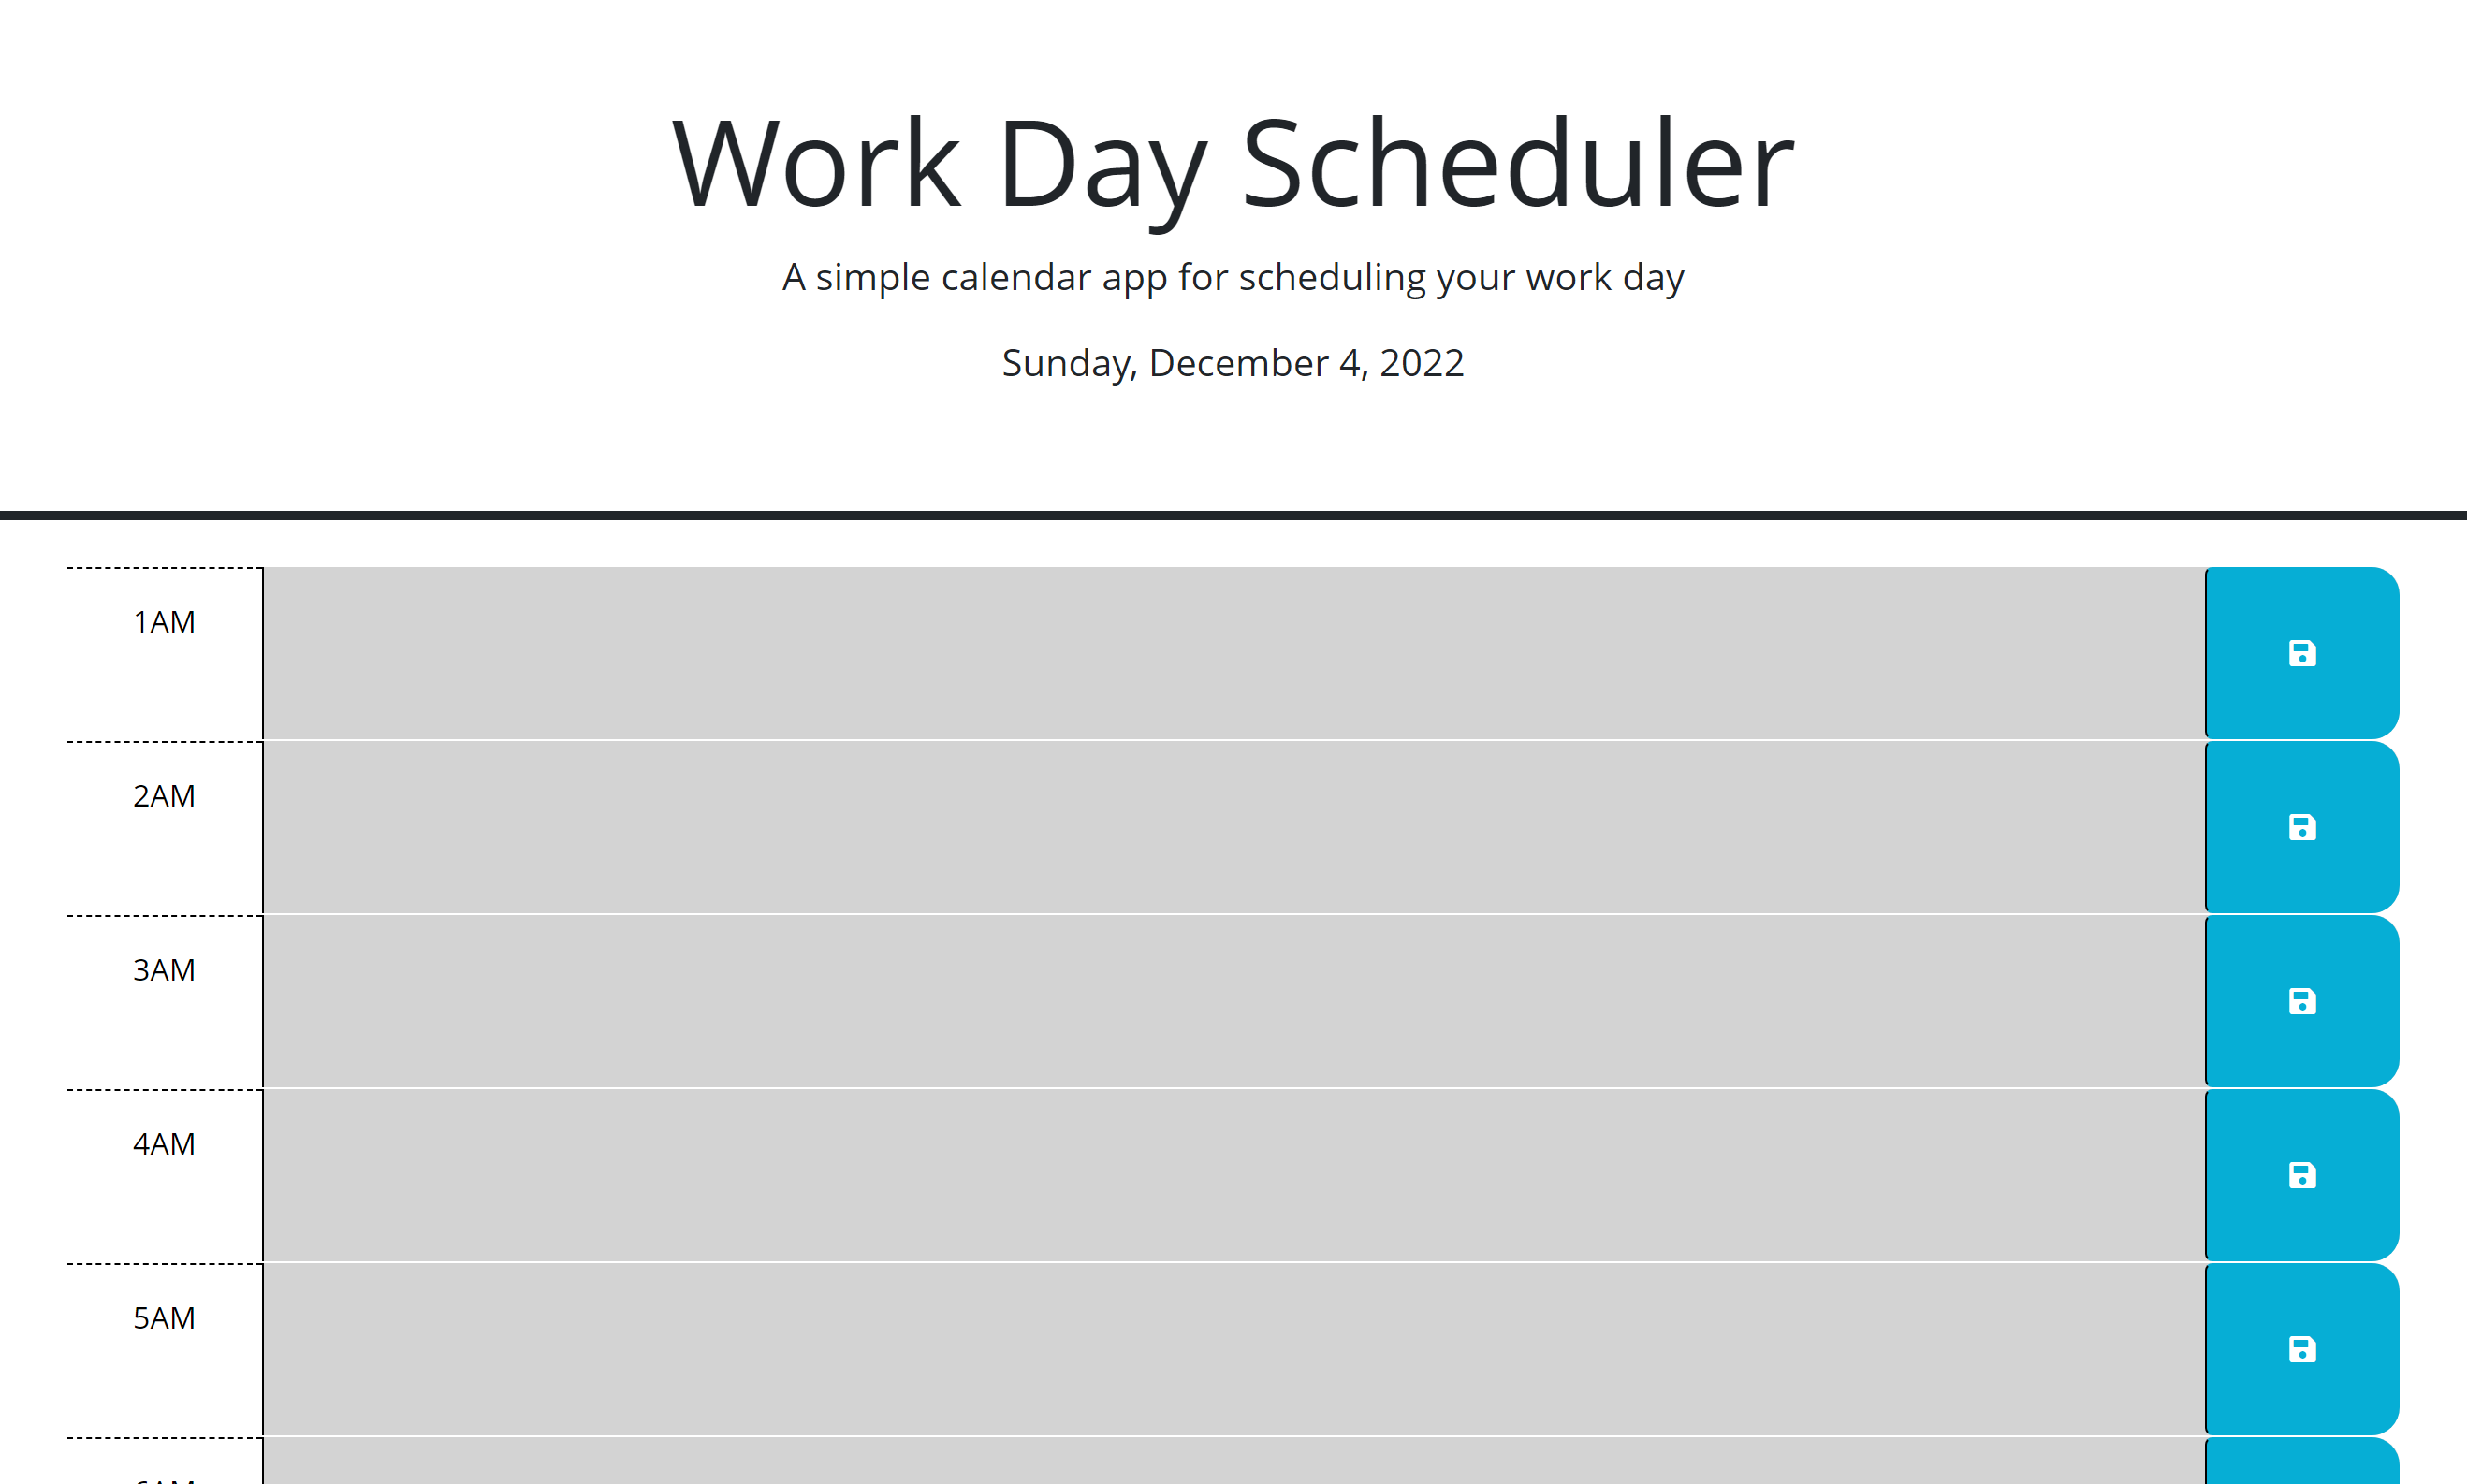 Work Day Scheduler
A simple calendar app for scheduling your work day
Sunday, December 4, 2022
1AM
2AM
3AM
4AM
5AM